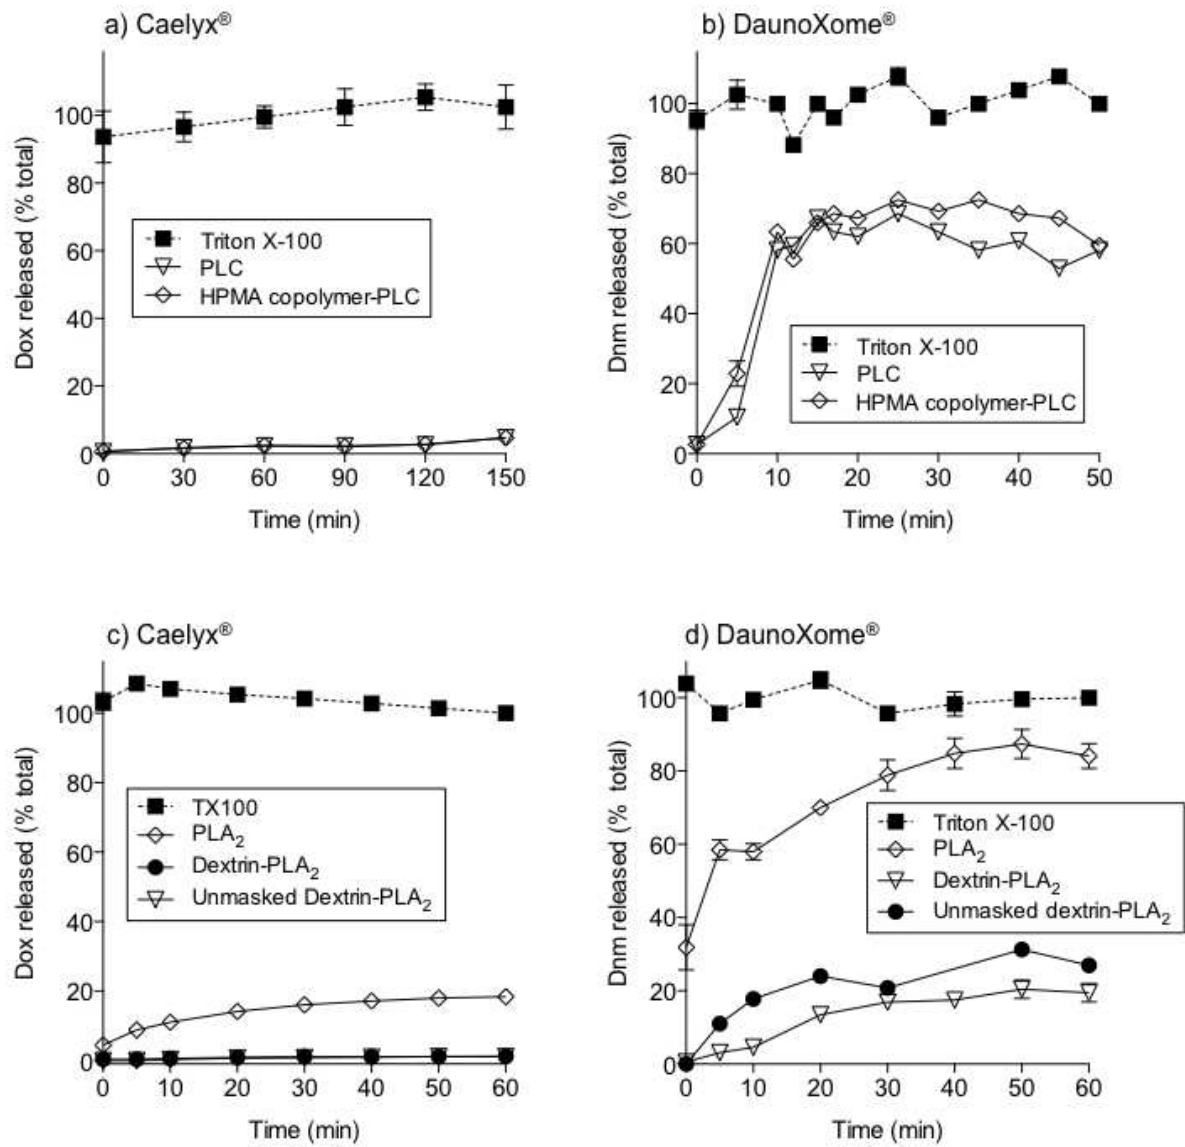 a) Caelyx®
Dox released (% total)
100
80
60
40
20
0
Triton X-100
PLC
HPMA copolymer-PLC
0 30 60 90 120 150
Time (min)
b) DaunoXome®
Dnm released (% total)
100
80
60
40
20
0
Triton X-100
PLC
HPMA copolymer-PLC
0 10 20 30 40 50
Time (min)
c) Caelyx®
Dox released (% total)
100
80
60
40
20
0
TX100
PLA₂
Dextrin-PLA₂
Unmasked Dextrin-PLA₂
0 10 20 30 40 50 60
Time (min)
d) DaunoXome®
Dnm released (% total)
100
80
60
40
20
0
Triton X-100
PLA₂
Dextrin-PLA₂
Unmasked dextrin-PLA₂
0 10 20 30 40 50 60
Time (min)